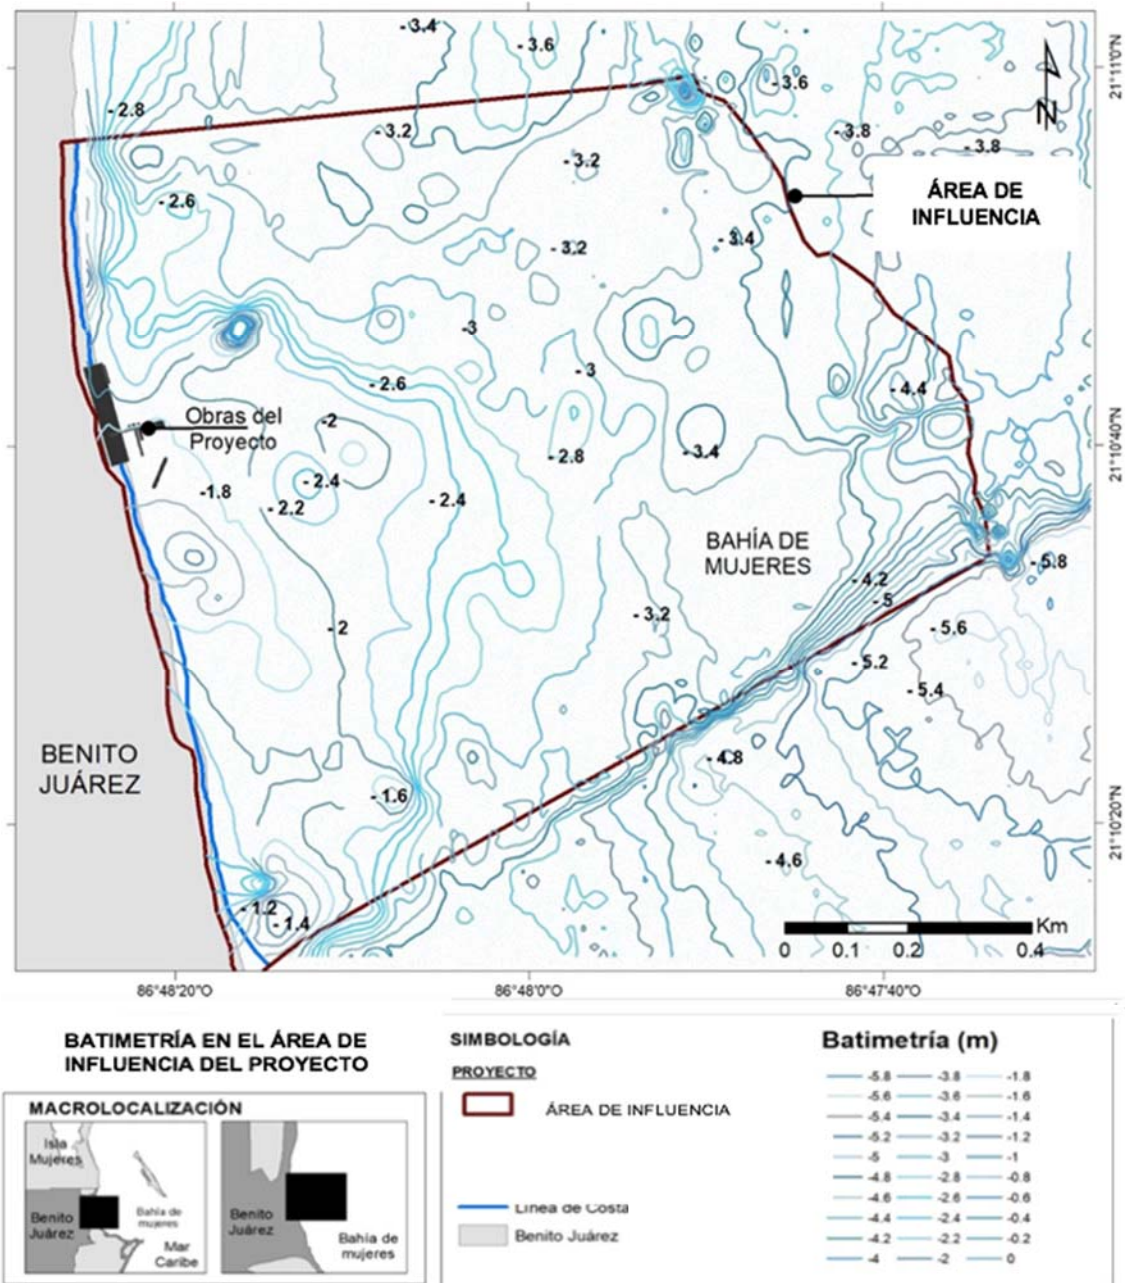 - 3.4
- 3.6
- 3.6
- 2.8
- 3.2
- 3.8
- 3.8
N
21°11'0"N
- 3.2
ÁREA DE
INFLUENCIA
- 2.6
- 3.4
- 3.2
-3
- 3
- 2.6
- 4.4
Obras del
Proyecto
-2
- 3.4
- 2.8
21°10'40"N
- 2.4
-1.8
- 2.2
- 2.4
BAHÍA DE
MUJERES
- 5.8
- 4.2
- 5
- 3.2
- 2
- 5.6
- 5.2
- 5.4
BENITO
JUÁREZ
- 4.8
- 1.6
21°10'20"N
- 4.6
- 1.2
- 1.4
Km
0 0.1 0.2 0.4
86°48'20"O 86°48'0"O 86°47'40"O
BATIMETRÍA EN EL ÁREA DE
INFLUENCIA DEL PROYECTO
MACROLOCALIZACIÓN
Isla
Mujeres
Benito
Juárez
Bahía de
mujeres
Mar
Caribe
Benito
Juárez
Bahía de
mujeres
SIMBOLOGÍA
PROYECTO
ÁREA DE INFLUENCIA
Línea de Costa
Benito Juárez
Batimetría (m)
-5.8 -3.8 -1.8
-5.6 -3.6 -1.6
-5.4 -3.4 -1.4
-5.2 -3.2 -1.2
-5 -3 -1
-4.8 -2.8 -0.8
-4.6 -2.6 -0.6
-4.4 -2.4 -0.4
-4.2 -2.2 -0.2
-4 -2 0